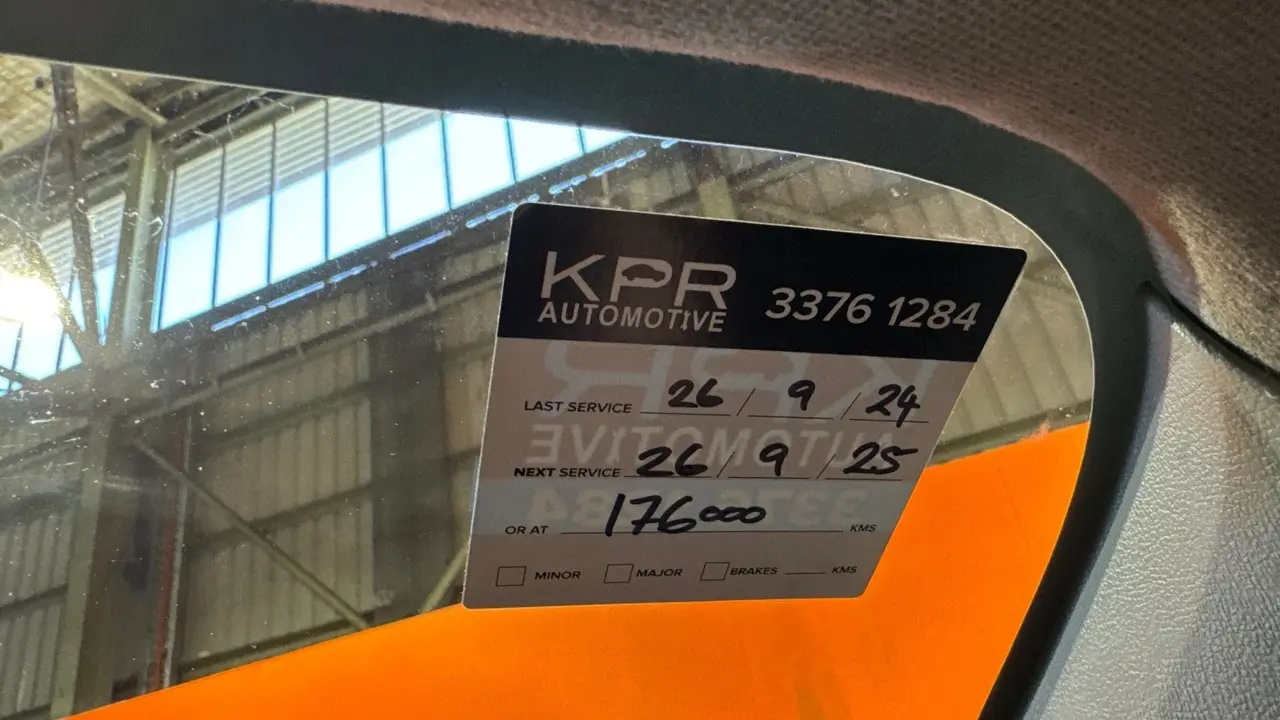 KPR
AUTOMOTIVE
3376 1284
LAST SERVICE 26 / 9 / 24
NEXT SERVICE 26 / 9 / 25
OR AT 176000 KMS
MINOR MAJOR BRAKES ____ KMS